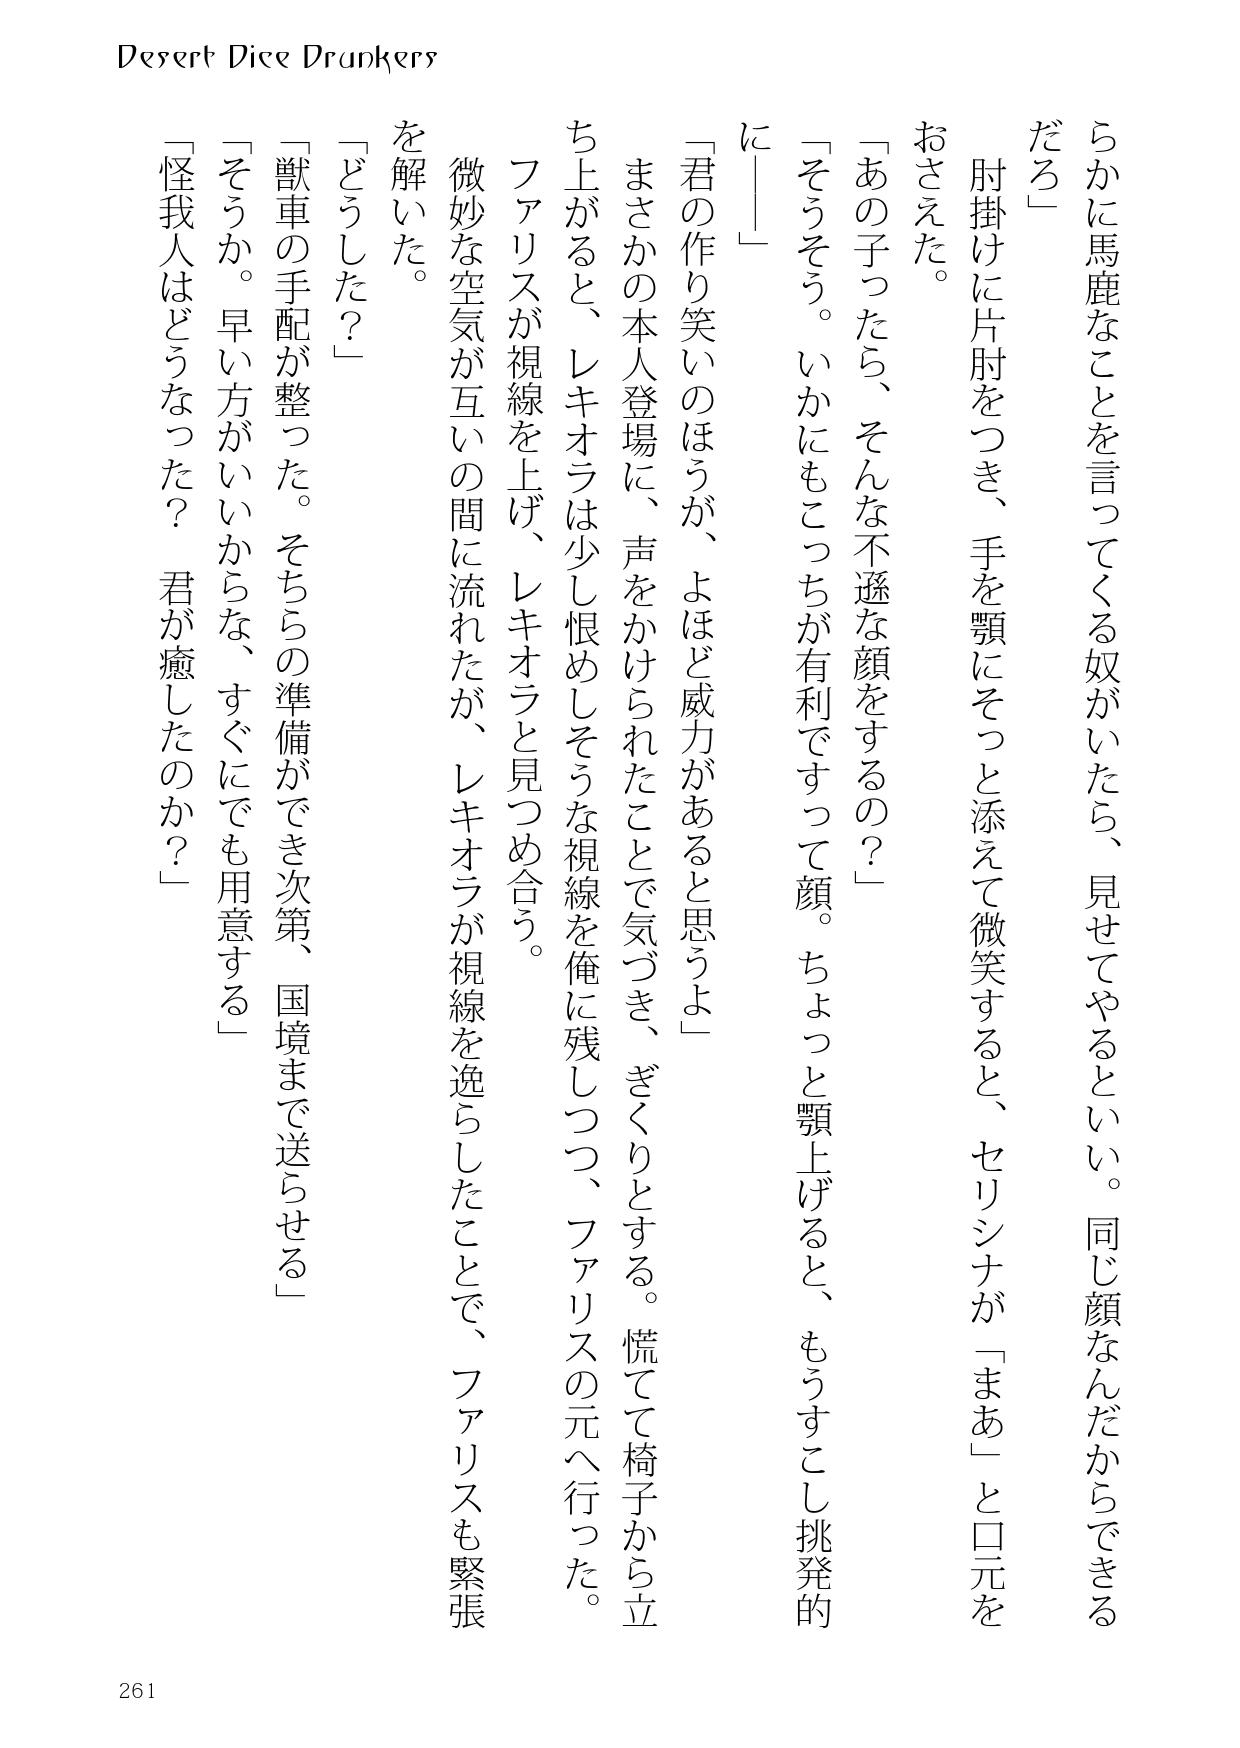 Desert Dice Drunkers
らかに馬鹿なことを言ってくる奴がいたら、見せてやるといい。同じ顔なんだからできる
だろ」
　肘掛けに片肘をつき、手を顎にそっと添えて微笑すると、セリシナが「まあ」と口元を
おさえた。
「あの子ったら、そんな不遜な顔をするの？」
「そうそう。いかにもこっちが有利ですって顔。ちょっと顎上げると、もうすこし挑発的
に――」
「君の作り笑いのほうが、よほど威力があると思うよ」
　まさかの本人登場に、声をかけられたことで気づき、ぎくりとする。慌てて椅子から立
ち上がると、レキオラは少し恨めしそうな視線を俺に残しつつ、ファリスの元へ行った。
　ファリスが視線を上げ、レキオラと見つめ合う。
　微妙な空気が互いの間に流れたが、レキオラが視線を逸らしたことで、ファリスも緊張
を解いた。
「どうした？」
「獣車の手配が整った。そちらの準備ができ次第、国境まで送らせる」
「そうか。早い方がいいからな、すぐにでも用意する」
「怪我人はどうなった？　君が癒したのか？」
261